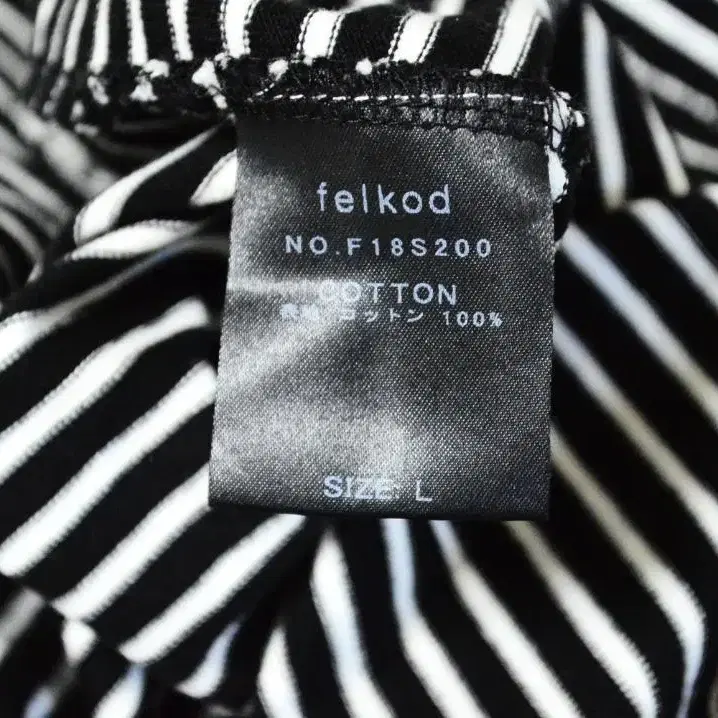 felkod
NO.F18S200
COTTON
コットン 100%
SIZE L